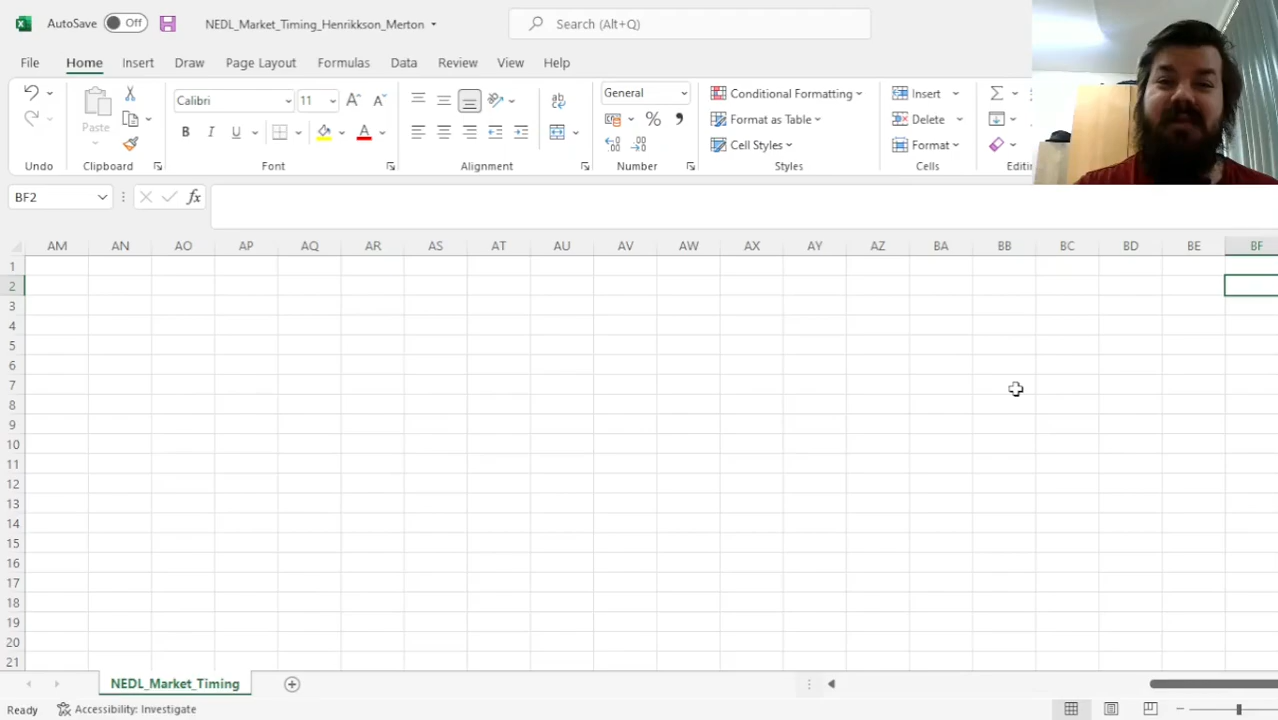 AutoSave Off NEDL_Market_Timing_Henrikkson_Merton Search (Alt+Q)
File Home Insert Draw Page Layout Formulas Data Review View Help
Calibri 11 General Conditional Formatting Insert
Paste B I U A % Format as Table Delete
Cell Styles Format
Undo Clipboard Font Alignment Number Styles Cells Editin
BF2 fx
AM AN AO AP AQ AR AS AT AU AV AW AX AY AZ BA BB BC BD BE BF
1
2
3
4
5
6
7
8
9
10
11
12
13
14
15
16
17
18
19
20
21
NEDL_Market_Timing
Ready Accessibility: Investigate